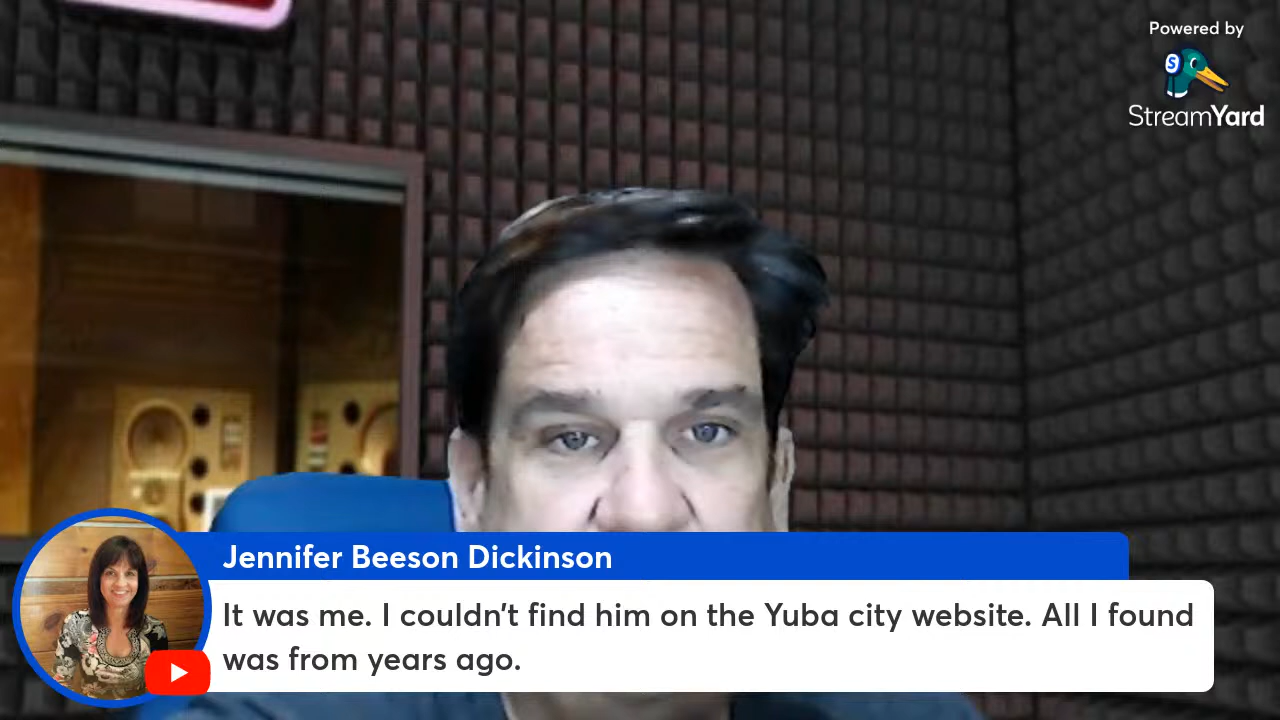 Powered by
S
StreamYard
Jennifer Beeson Dickinson
It was me. I couldn't find him on the Yuba city website. All I found
was from years ago.